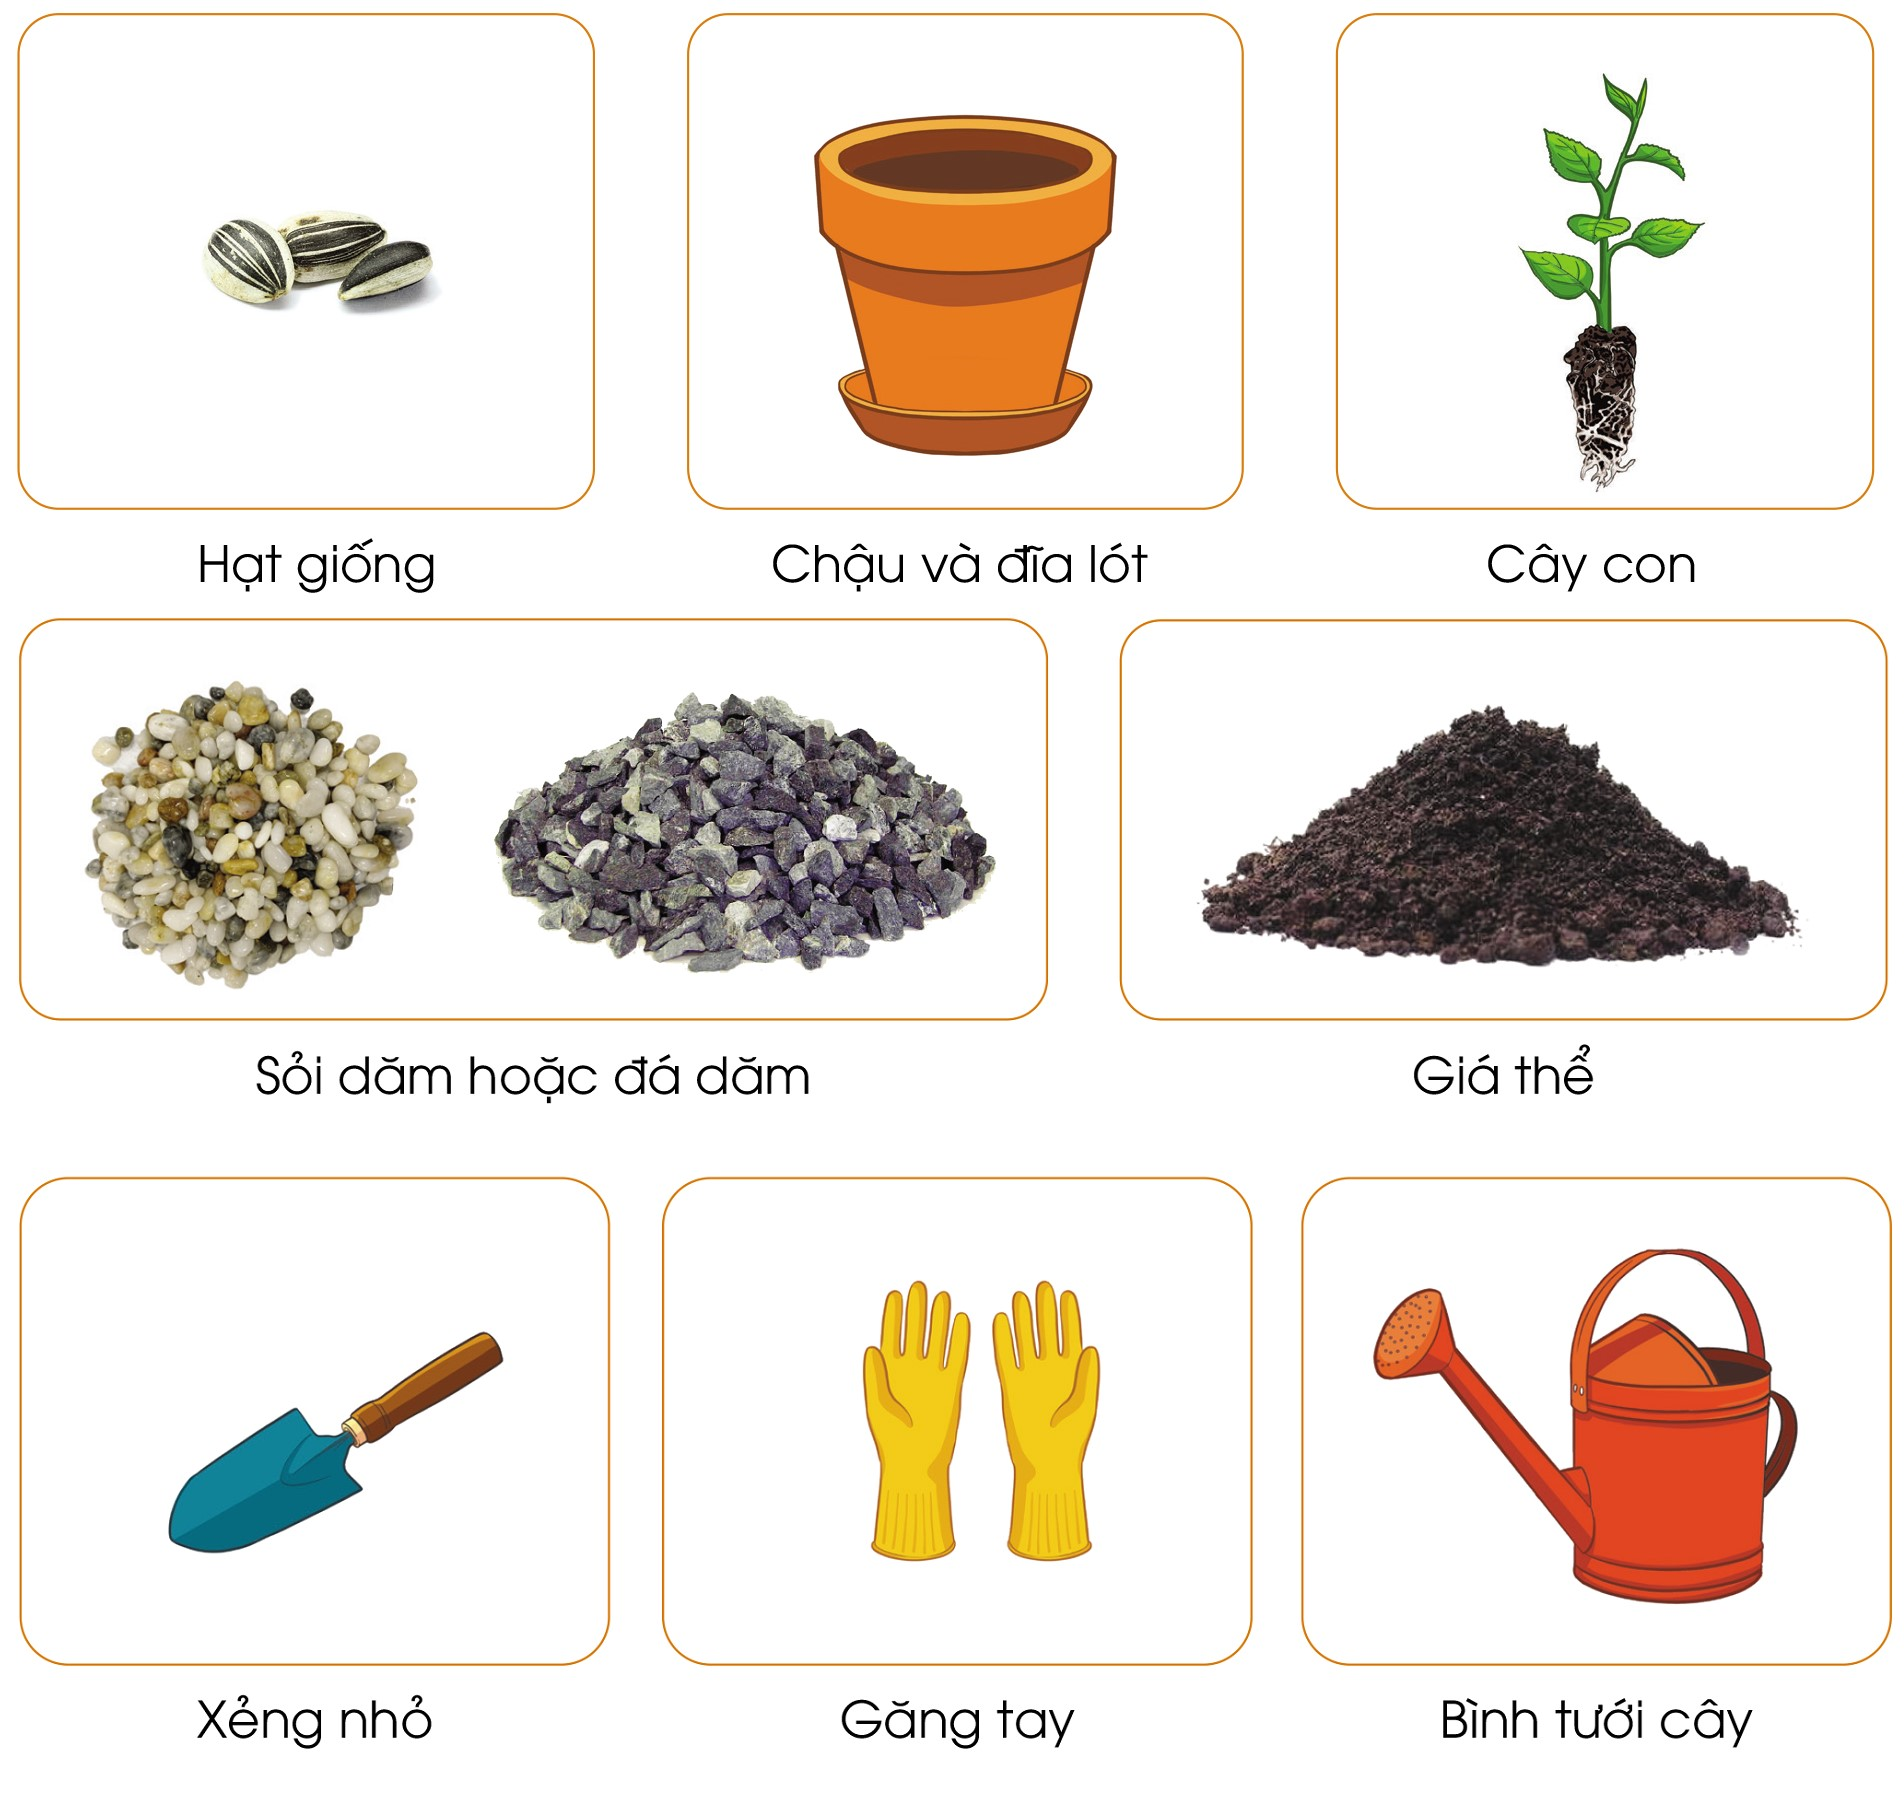 Hạt giống
Chậu và đĩa lót
Cây con
Sỏi dăm hoặc đá dăm
Giá thể
Xẻng nhỏ
Găng tay
Bình tưới cây